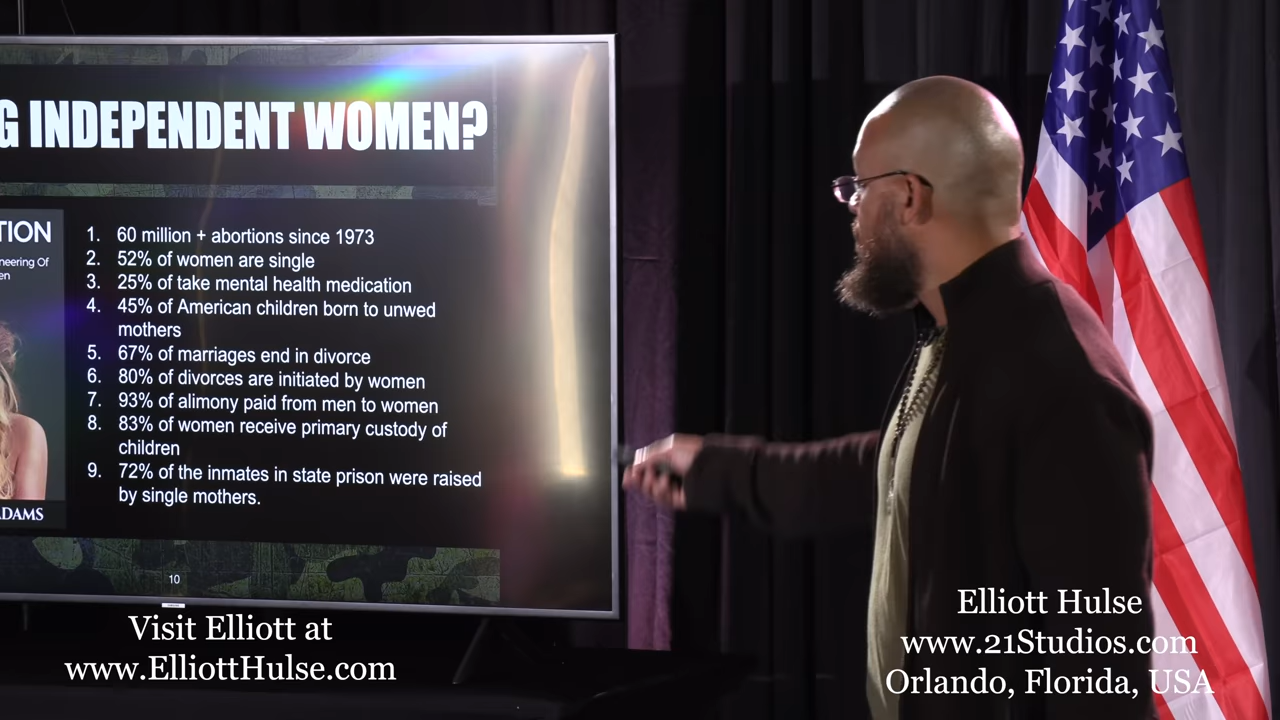 G INDEPENDENT WOMEN?
TION
neering Of
en
ADAMS
1. 60 million + abortions since 1973
2. 52% of women are single
3. 25% of take mental health medication
4. 45% of American children born to unwed
mothers
5. 67% of marriages end in divorce
6. 80% of divorces are initiated by women
7. 93% of alimony paid from men to women
8. 83% of women receive primary custody of
children
9. 72% of the inmates in state prison were raised
by single mothers.
10
Visit Elliott at
www.ElliottHulse.com
Elliott Hulse
www.21Studios.com
Orlando, Florida, USA